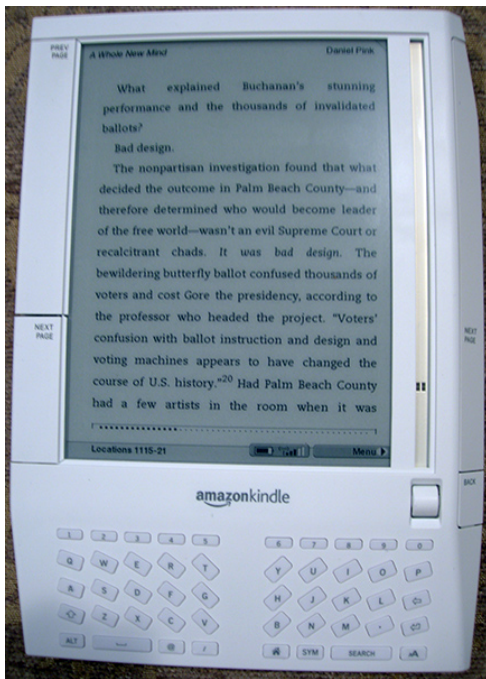 PREV PAGE
A Whole New Mind Daniel Pink
What explained Buchanan's stunning
performance and the thousands of invalidated
ballots?
Bad design.
The nonpartisan investigation found that what
decided the outcome in Palm Beach County—and
therefore determined who would become leader
of the free world—wasn't an evil Supreme Court or
recalcitrant chads. It was bad design. The
bewildering butterfly ballot confused thousands of
voters and cost Gore the presidency, according to
the professor who headed the project. "Voters'
confusion with ballot instruction and design and
voting machines appears to have changed the
course of U.S. history."20 Had Palm Beach County
had a few artists in the room when it was
NEXT PAGE
NEXT PAGE
Locations 1115-21 Menu
BACK
amazonkindle
1 2 3 4 5 6 7 8 9 0
Q W E R T Y U I O P
A S D F G H J K L
Z X C V B N M .
ALT @ / SYM SEARCH aA